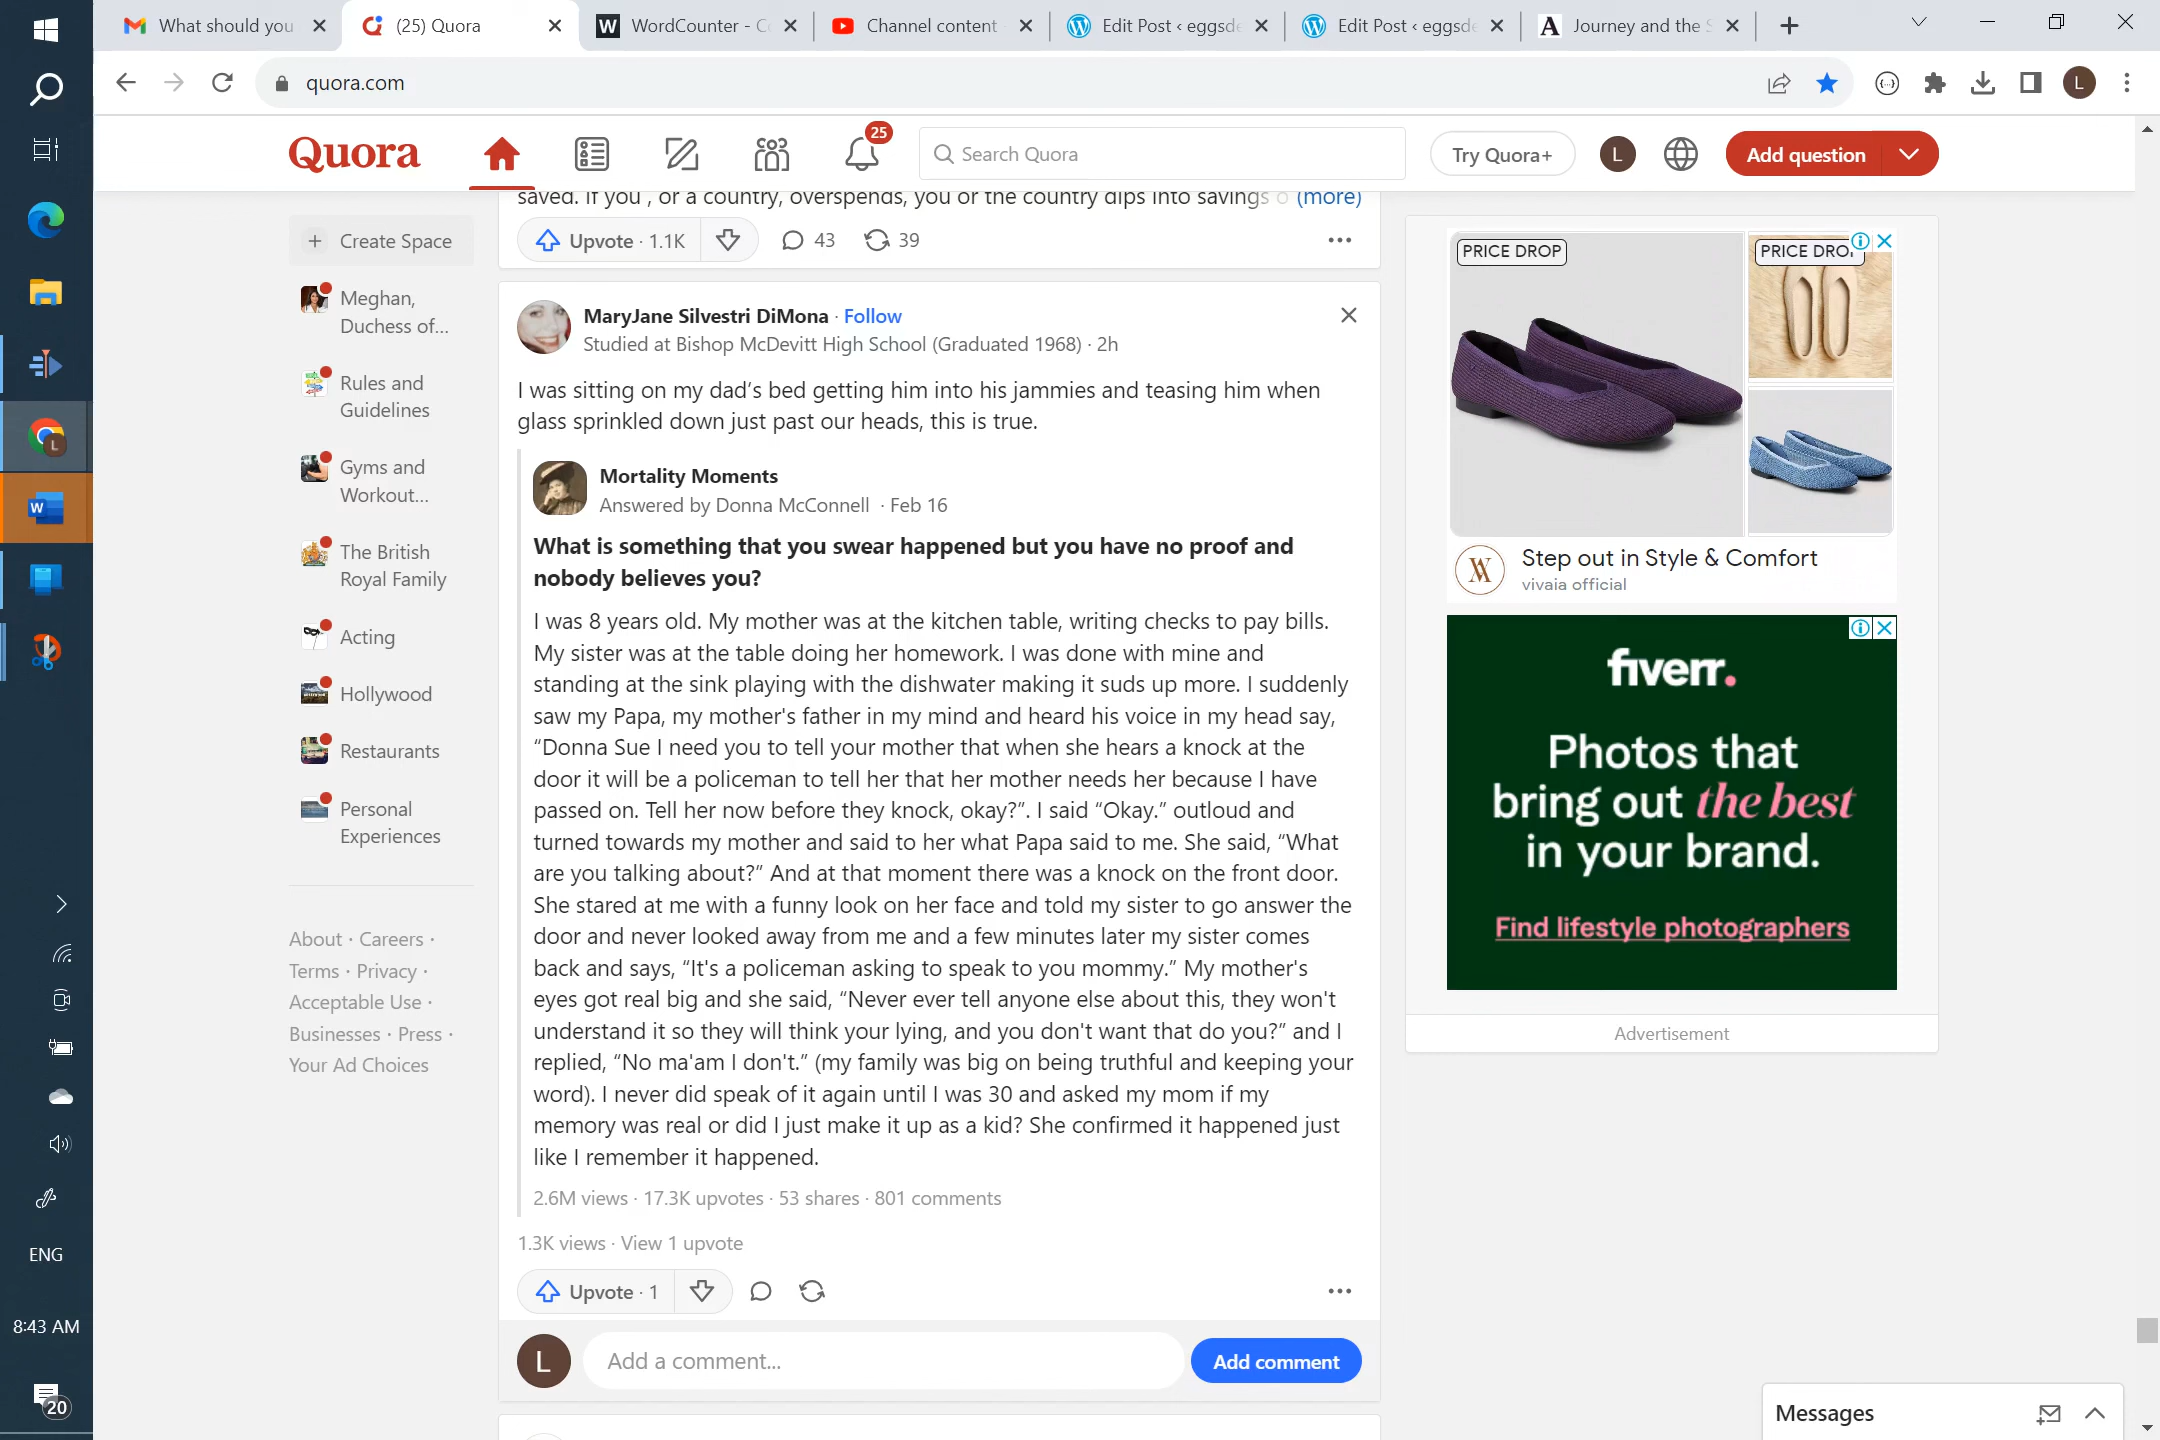 What should you
(25) Quora
WordCounter - C
Channel content
Edit Post ‹ eggsde
Edit Post ‹ eggsde
Journey and the S
quora.com
L
Quora
25
Search Quora
Try Quora+
L
Add question
saved. If you , or a country, overspends, you or the country dips into savings o (more)
Upvote · 1.1K
43
39
Create Space
Meghan,
Duchess of...
Rules and
Guidelines
Gyms and
Workout...
The British
Royal Family
Acting
Hollywood
Restaurants
Personal
Experiences
About · Careers ·
Terms · Privacy ·
Acceptable Use ·
Businesses · Press ·
Your Ad Choices
MaryJane Silvestri DiMona · Follow
Studied at Bishop McDevitt High School (Graduated 1968) · 2h
I was sitting on my dad's bed getting him into his jammies and teasing him when
glass sprinkled down just past our heads, this is true.
Mortality Moments
Answered by Donna McConnell · Feb 16
What is something that you swear happened but you have no proof and
nobody believes you?
I was 8 years old. My mother was at the kitchen table, writing checks to pay bills.
My sister was at the table doing her homework. I was done with mine and
standing at the sink playing with the dishwater making it suds up more. I suddenly
saw my Papa, my mother's father in my mind and heard his voice in my head say,
“Donna Sue I need you to tell your mother that when she hears a knock at the
door it will be a policeman to tell her that her mother needs her because I have
passed on. Tell her now before they knock, okay?”. I said “Okay.” outloud and
turned towards my mother and said to her what Papa said to me. She said, “What
are you talking about?” And at that moment there was a knock on the front door.
She stared at me with a funny look on her face and told my sister to go answer the
door and never looked away from me and a few minutes later my sister comes
back and says, “It's a policeman asking to speak to you mommy.” My mother's
eyes got real big and she said, “Never ever tell anyone else about this, they won't
understand it so they will think your lying, and you don't want that do you?” and I
replied, “No ma'am I don't.” (my family was big on being truthful and keeping your
word). I never did speak of it again until I was 30 and asked my mom if my
memory was real or did I just make it up as a kid? She confirmed it happened just
like I remember it happened.
2.6M views · 17.3K upvotes · 53 shares · 801 comments
1.3K views · View 1 upvote
Upvote · 1
L
Add a comment...
Add comment
PRICE DROP
PRICE DROP
Step out in Style & Comfort
vivaia official
fiverr.
Photos that
bring out the best
in your brand.
Find lifestyle photographers
Advertisement
Messages
ENG
8:43 AM
20